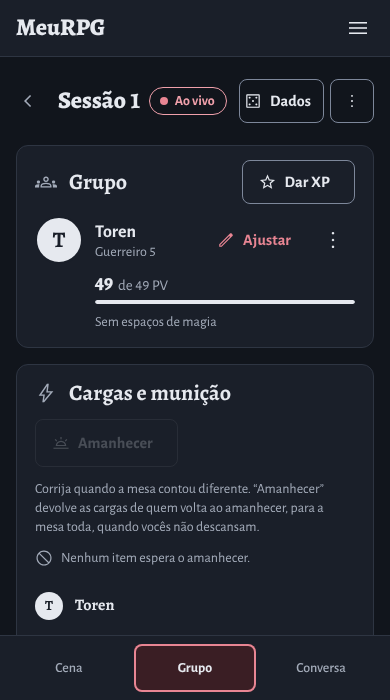 MeuRPG
Sessão 1
Ao vivo
Dados
Grupo
Dar XP
T
Toren
Guerreiro 5
Ajustar
49 de 49 PV
Sem espaços de magia
Cargas e munição
Amanhecer
Corrija quando a mesa contou diferente. “Amanhecer”
devolve as cargas de quem volta ao amanhecer, para a
mesa toda, quando vocês não descansam.
Nenhum item espera o amanhecer.
T
Toren
Cena
Grupo
Conversa